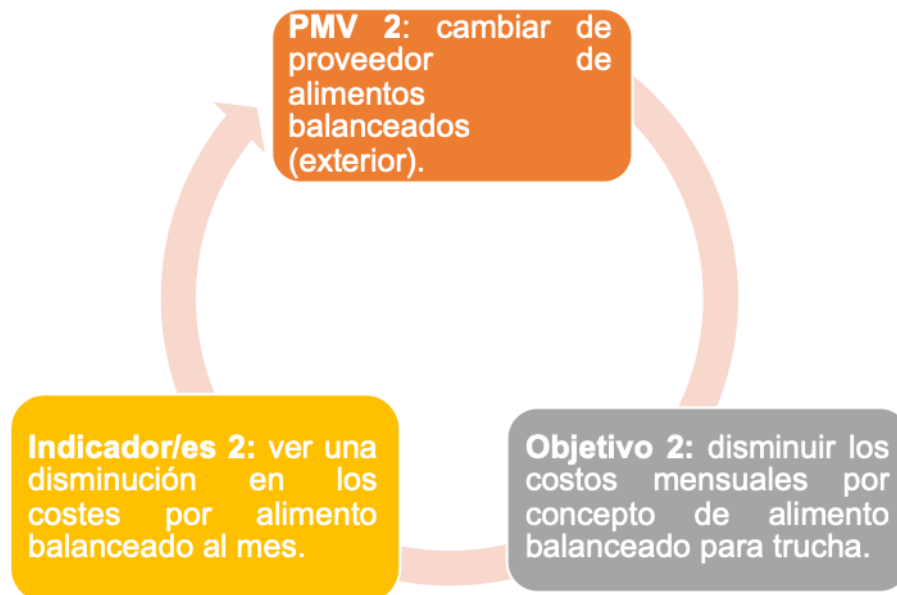 PMV 2: cambiar de
proveedor de
alimentos
balanceados
(exterior).
Indicador/es 2: ver una
disminución en los
costes por alimento
balanceado al mes.
Objetivo 2: disminuir los
costos mensuales por
concepto de alimento
balanceado para trucha.